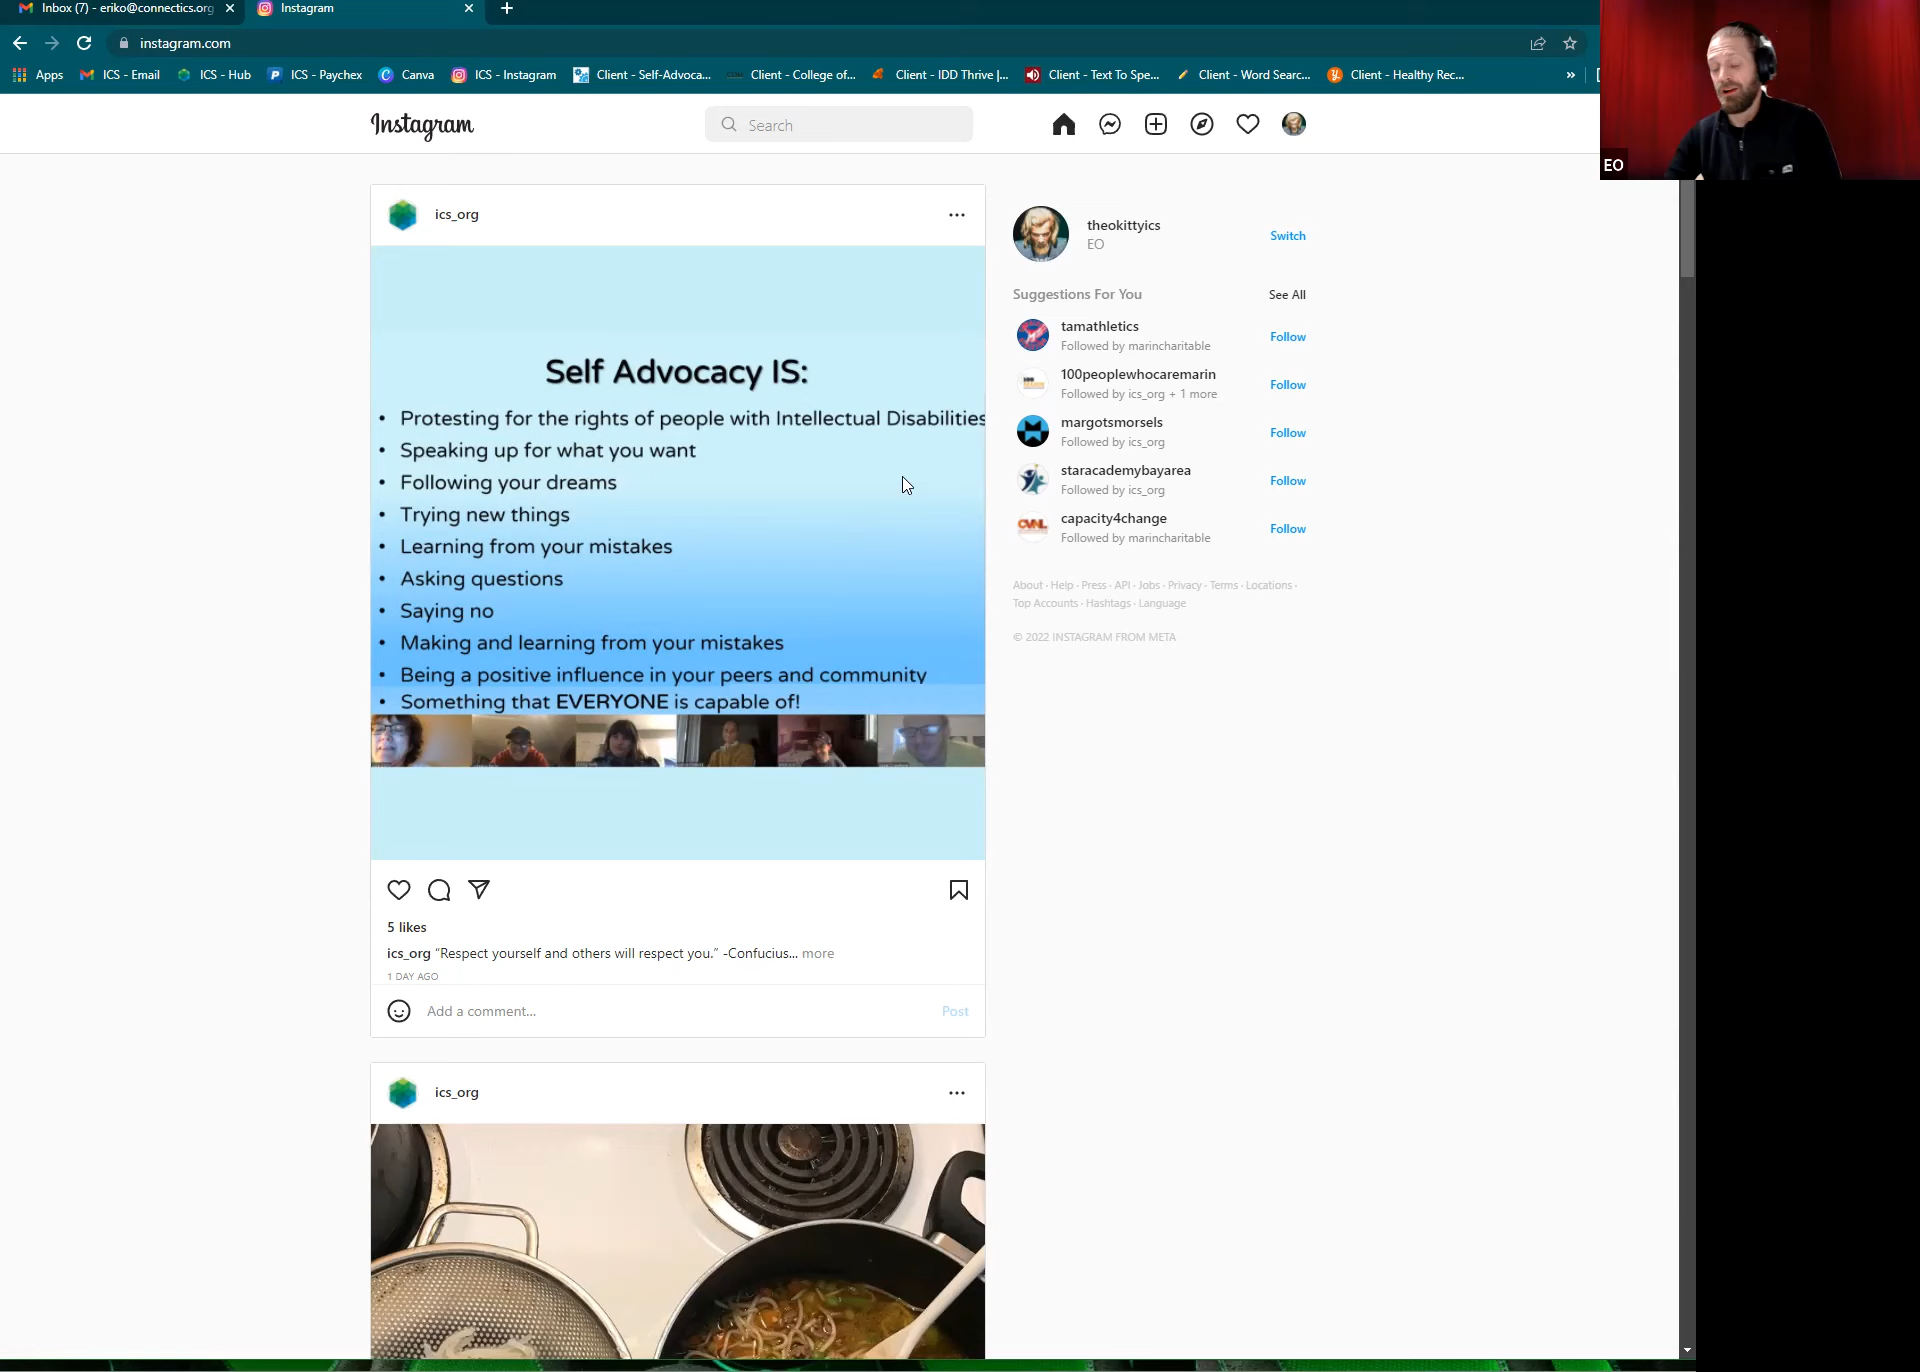 Inbox (7) - eriko@connectics.org
Instagram
instagram.com
Apps
ICS - Email
ICS - Hub
ICS - Paychex
Canva
ICS - Instagram
Client - Self-Advoca...
Client - College of...
Client - IDD Thrive |...
Client - Text To Spe...
Client - Word Searc...
Client - Healthy Rec...
»
EO
Instagram
Search
ics_org
Self Advocacy IS:
• Protesting for the rights of people with Intellectual Disabilities
• Speaking up for what you want
• Following your dreams
• Trying new things
• Learning from your mistakes
• Asking questions
• Saying no
• Making and learning from your mistakes
• Being a positive influence in your peers and community
• Something that EVERYONE is capable of!
5 likes
ics_org “Respect yourself and others will respect you.” -Confucius... more
1 DAY AGO
Add a comment...
Post
ics_org
theokittyics
EO
Switch
Suggestions For You
See All
tamathletics
Followed by marincharitable
Follow
100peoplewhocaremarin
Followed by ics_org + 1 more
Follow
margotsmorsels
Followed by ics_org
Follow
staracademybayarea
Followed by ics_org
Follow
CVNL
capacity4change
Followed by marincharitable
Follow
About · Help · Press · API · Jobs · Privacy · Terms · Locations ·
Top Accounts · Hashtags · Language
© 2022 INSTAGRAM FROM META